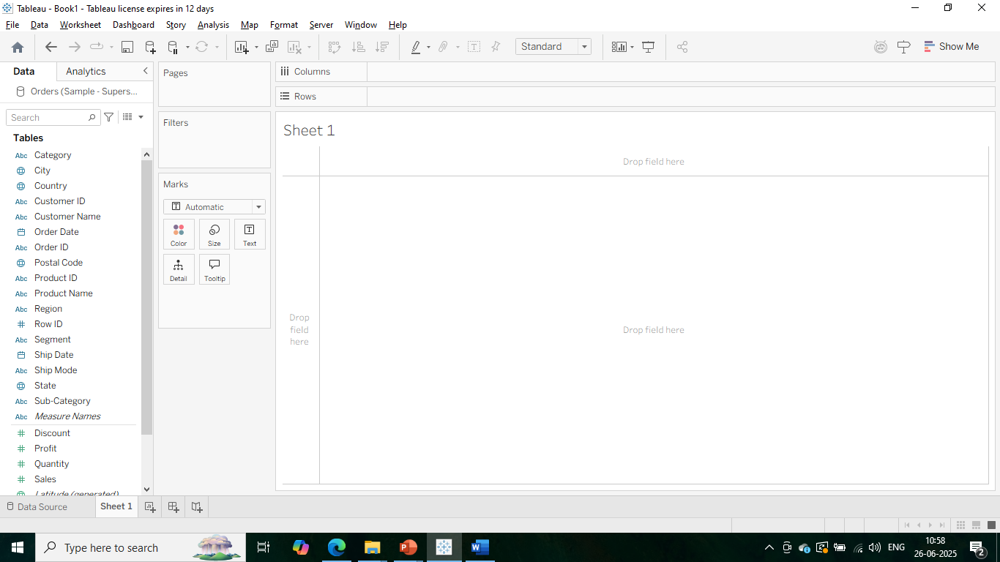 Tableau - Book1 - Tableau license expires in 12 days
File Data Worksheet Dashboard Story Analysis Map Format Server Window Help
Standard
Show Me
Data Analytics
Orders (Sample - Supers...
Search
Tables
Abc Category
City
Country
Abc Customer ID
Abc Customer Name
Order Date
Abc Order ID
Postal Code
Abc Product ID
Abc Product Name
Abc Region
Row ID
Abc Segment
Ship Date
Abc Ship Mode
State
Abc Sub-Category
Abc Measure Names
Discount
Profit
Quantity
Sales
Latitude (generated)
Pages
Filters
Marks
Automatic
Color Size Text
Detail Tooltip
Columns
Rows
Sheet 1
Drop field here
Drop
field
here
Drop field here
Data Source Sheet 1
Type here to search
ENG
10:58
26-06-2025
2